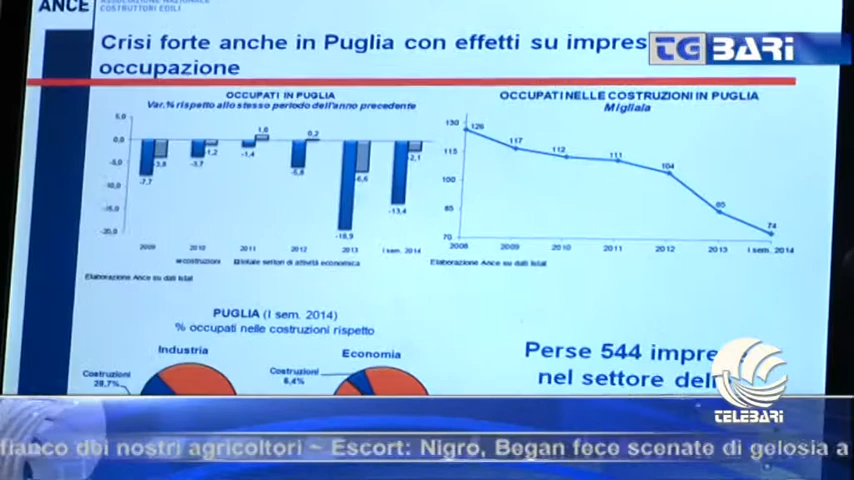 ANCE
ASSOCIAZIONE NAZIONALE
COSTRUTTORI EDILI
Crisi forte anche in Puglia con effetti su impres
occupazione
TG BARI
OCCUPATI IN PUGLIA
Var.% rispetto allo stesso periodo dell'anno precedente
5,0
0,0
-5,0
-10,0
-15,0
-20,0
-7,7
-3,8
-3,7
-1,2
-1,4
1,0
-5,8
0,2
-18,9
-6,6
-13,4
-2,1
2009 2010 2011 2012 2013 I sem. 2014
costruzioni totale settori di attività economica
Elaborazione Ance su dati Istat
OCCUPATI NELLE COSTRUZIONI IN PUGLIA
Migliaia
130
115
100
85
70
126
117
112
111
104
85
74
2008 2009 2010 2011 2012 2013 I sem. 2014
Elaborazione Ance su dati Istat
PUGLIA (I sem. 2014)
% occupati nelle costruzioni rispetto
Industria
Economia
Costruzioni
28,7%
Costruzioni
6,4%
Perse 544 impre
nel settore del
TELEBARI
fianco dei nostri agricoltori ~ Escort: Nigro, Began fece scenate di gelosia a